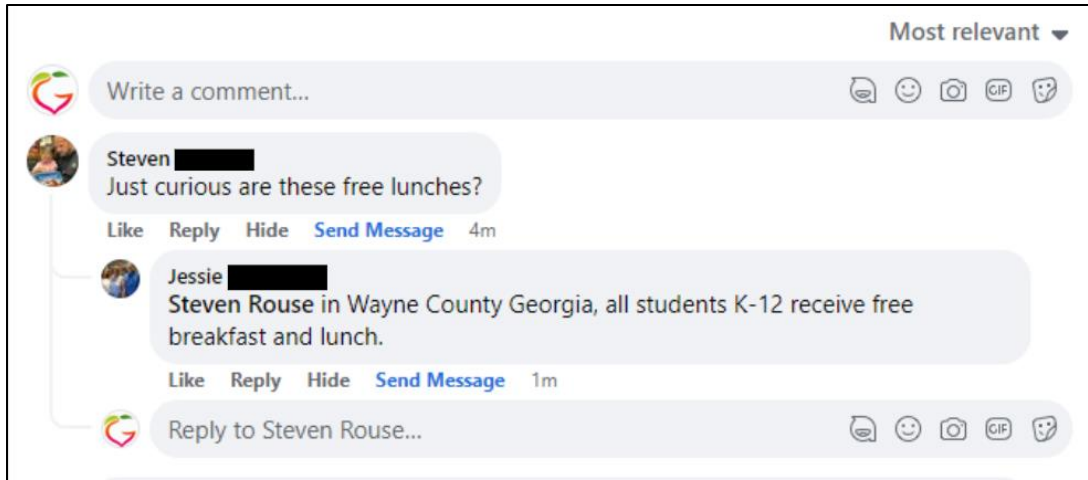 Most relevant
Write a comment...
GIF
Steven
Just curious are these free lunches?
Like Reply Hide Send Message 4m
Jessie
Steven Rouse in Wayne County Georgia, all students K-12 receive free
breakfast and lunch.
Like Reply Hide Send Message 1m
Reply to Steven Rouse...
GIF